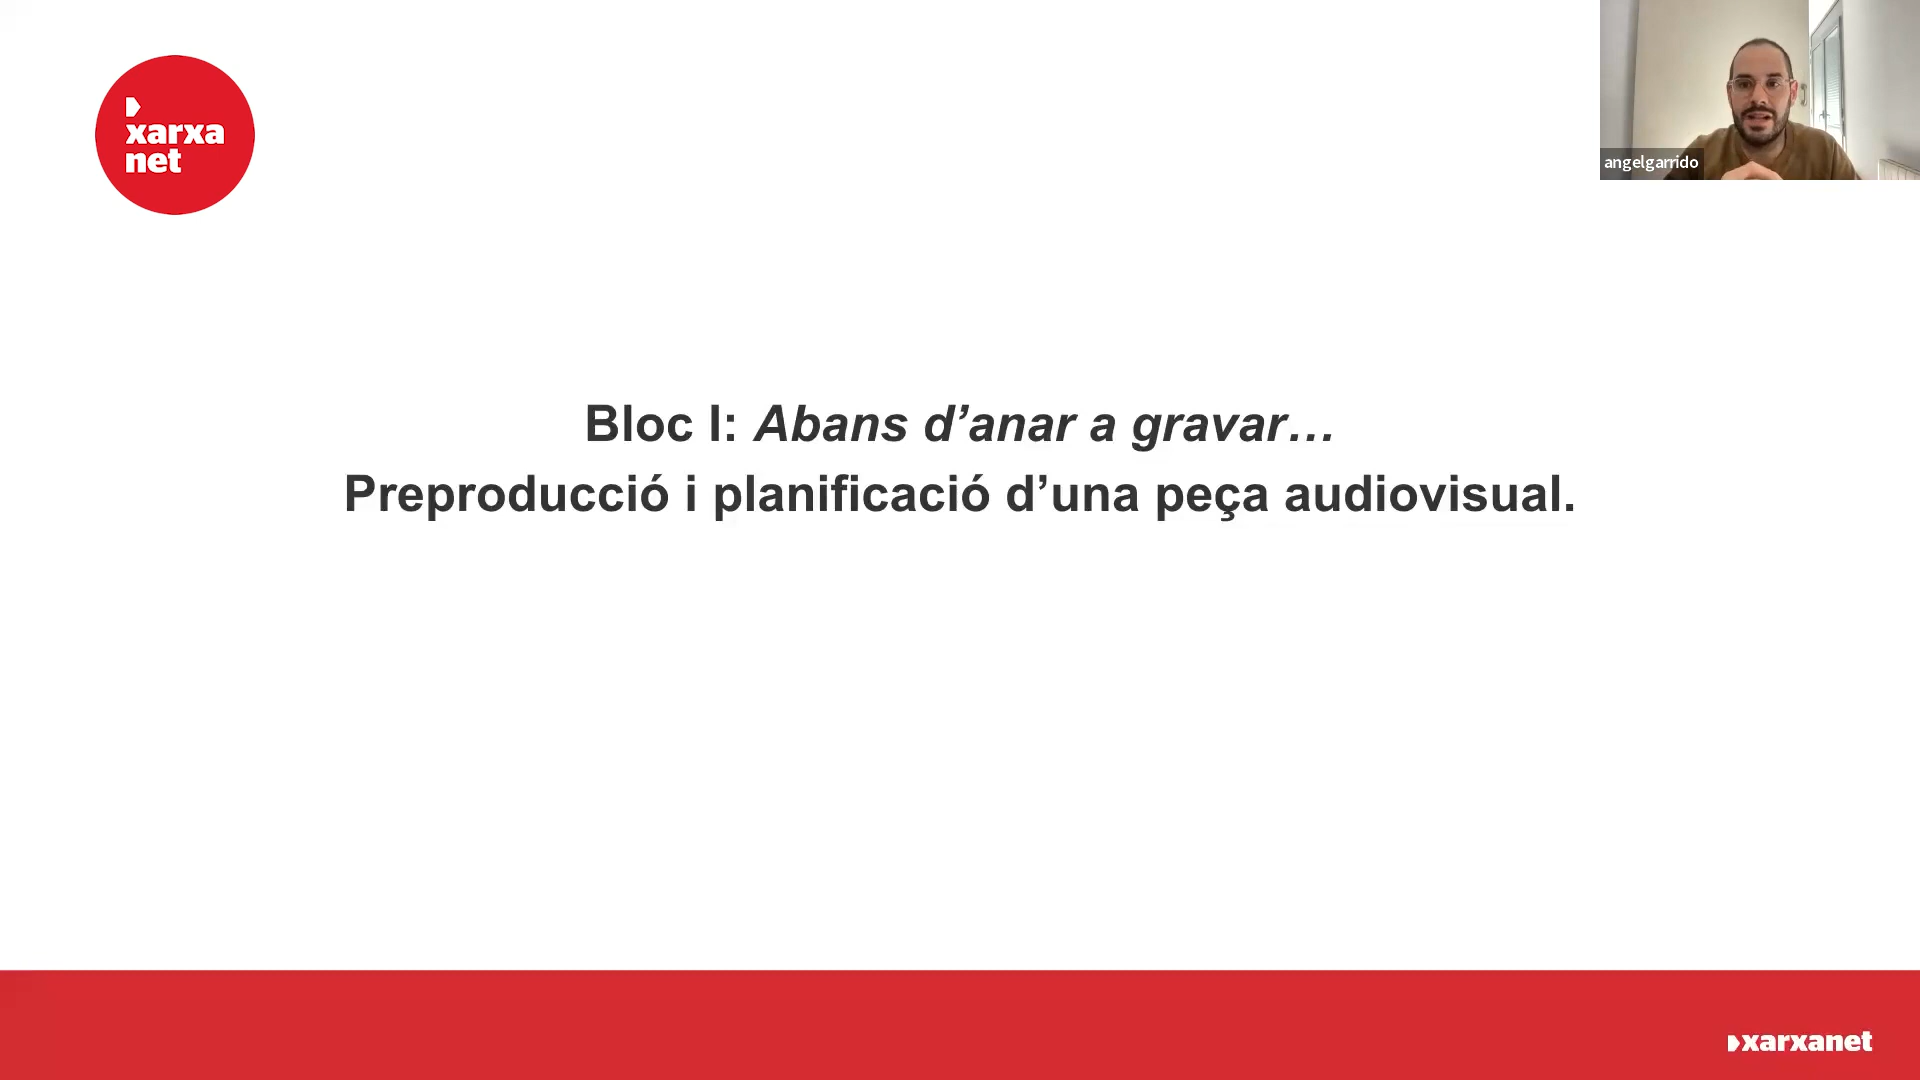 xarxa
net
angelgarrido
Bloc I: Abans d’anar a gravar…
Preproducció i planificació d’una peça audiovisual.
xarxanet